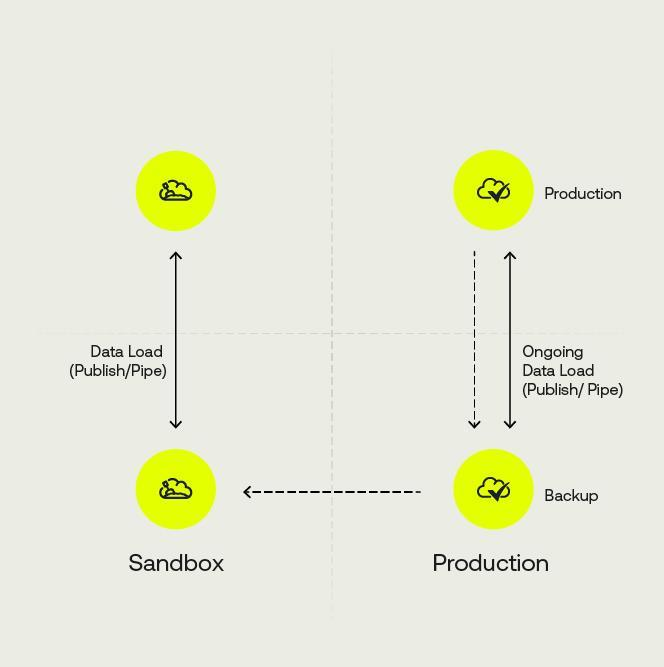 Production
Data Load
(Publish/Pipe)
Ongoing
Data Load
(Publish/ Pipe)
Backup
Sandbox
Production